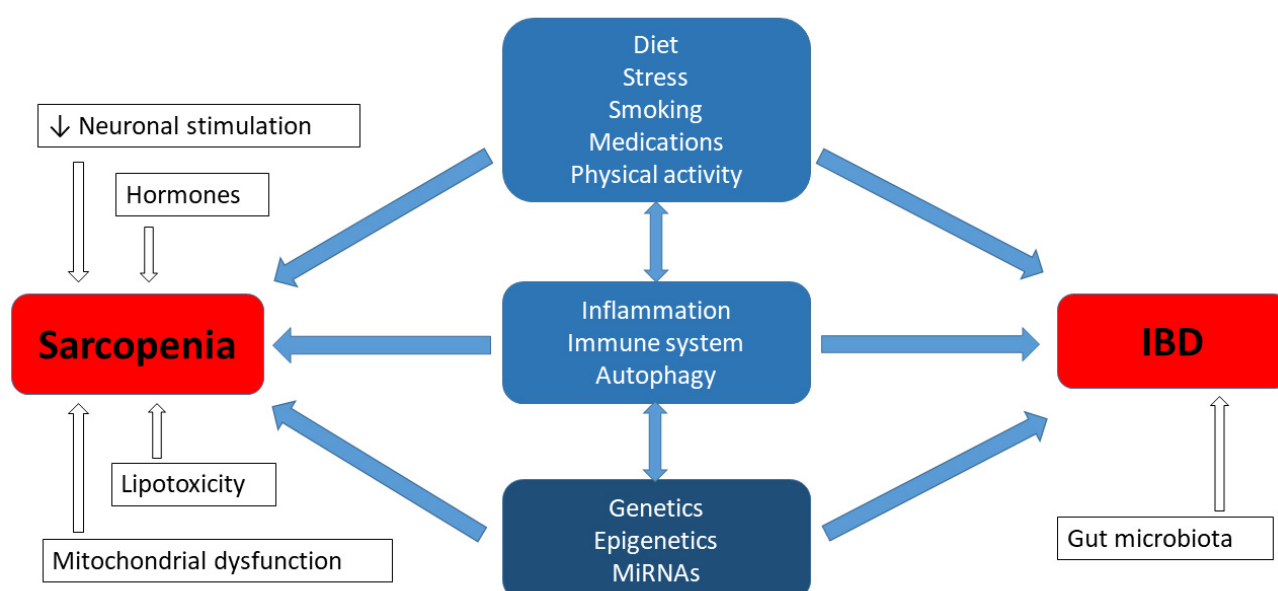 Diet
Stress
Smoking
Medications
Physical activity
↓ Neuronal stimulation
Hormones
Sarcopenia
Inflammation
Immune system
Autophagy
IBD
Lipotoxicity
Mitochondrial dysfunction
Genetics
Epigenetics
MiRNAs
Gut microbiota